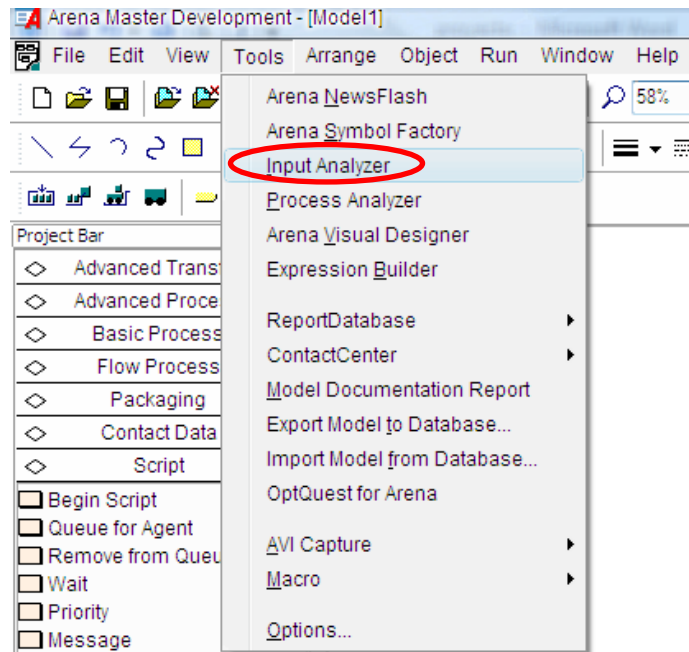 Arena Master Development - [Model1]
File Edit View Tools Arrange Object Run Window Help
58%
Arena NewsFlash
Arena Symbol Factory
Input Analyzer
Process Analyzer
Arena Visual Designer
Expression Builder
ReportDatabase
ContactCenter
Model Documentation Report
Export Model to Database...
Import Model from Database...
OptQuest for Arena
AVI Capture
Macro
Options...
Project Bar
Advanced Trans
Advanced Proce
Basic Process
Flow Process
Packaging
Contact Data
Script
Begin Script
Queue for Agent
Remove from Queu
Wait
Priority
Message